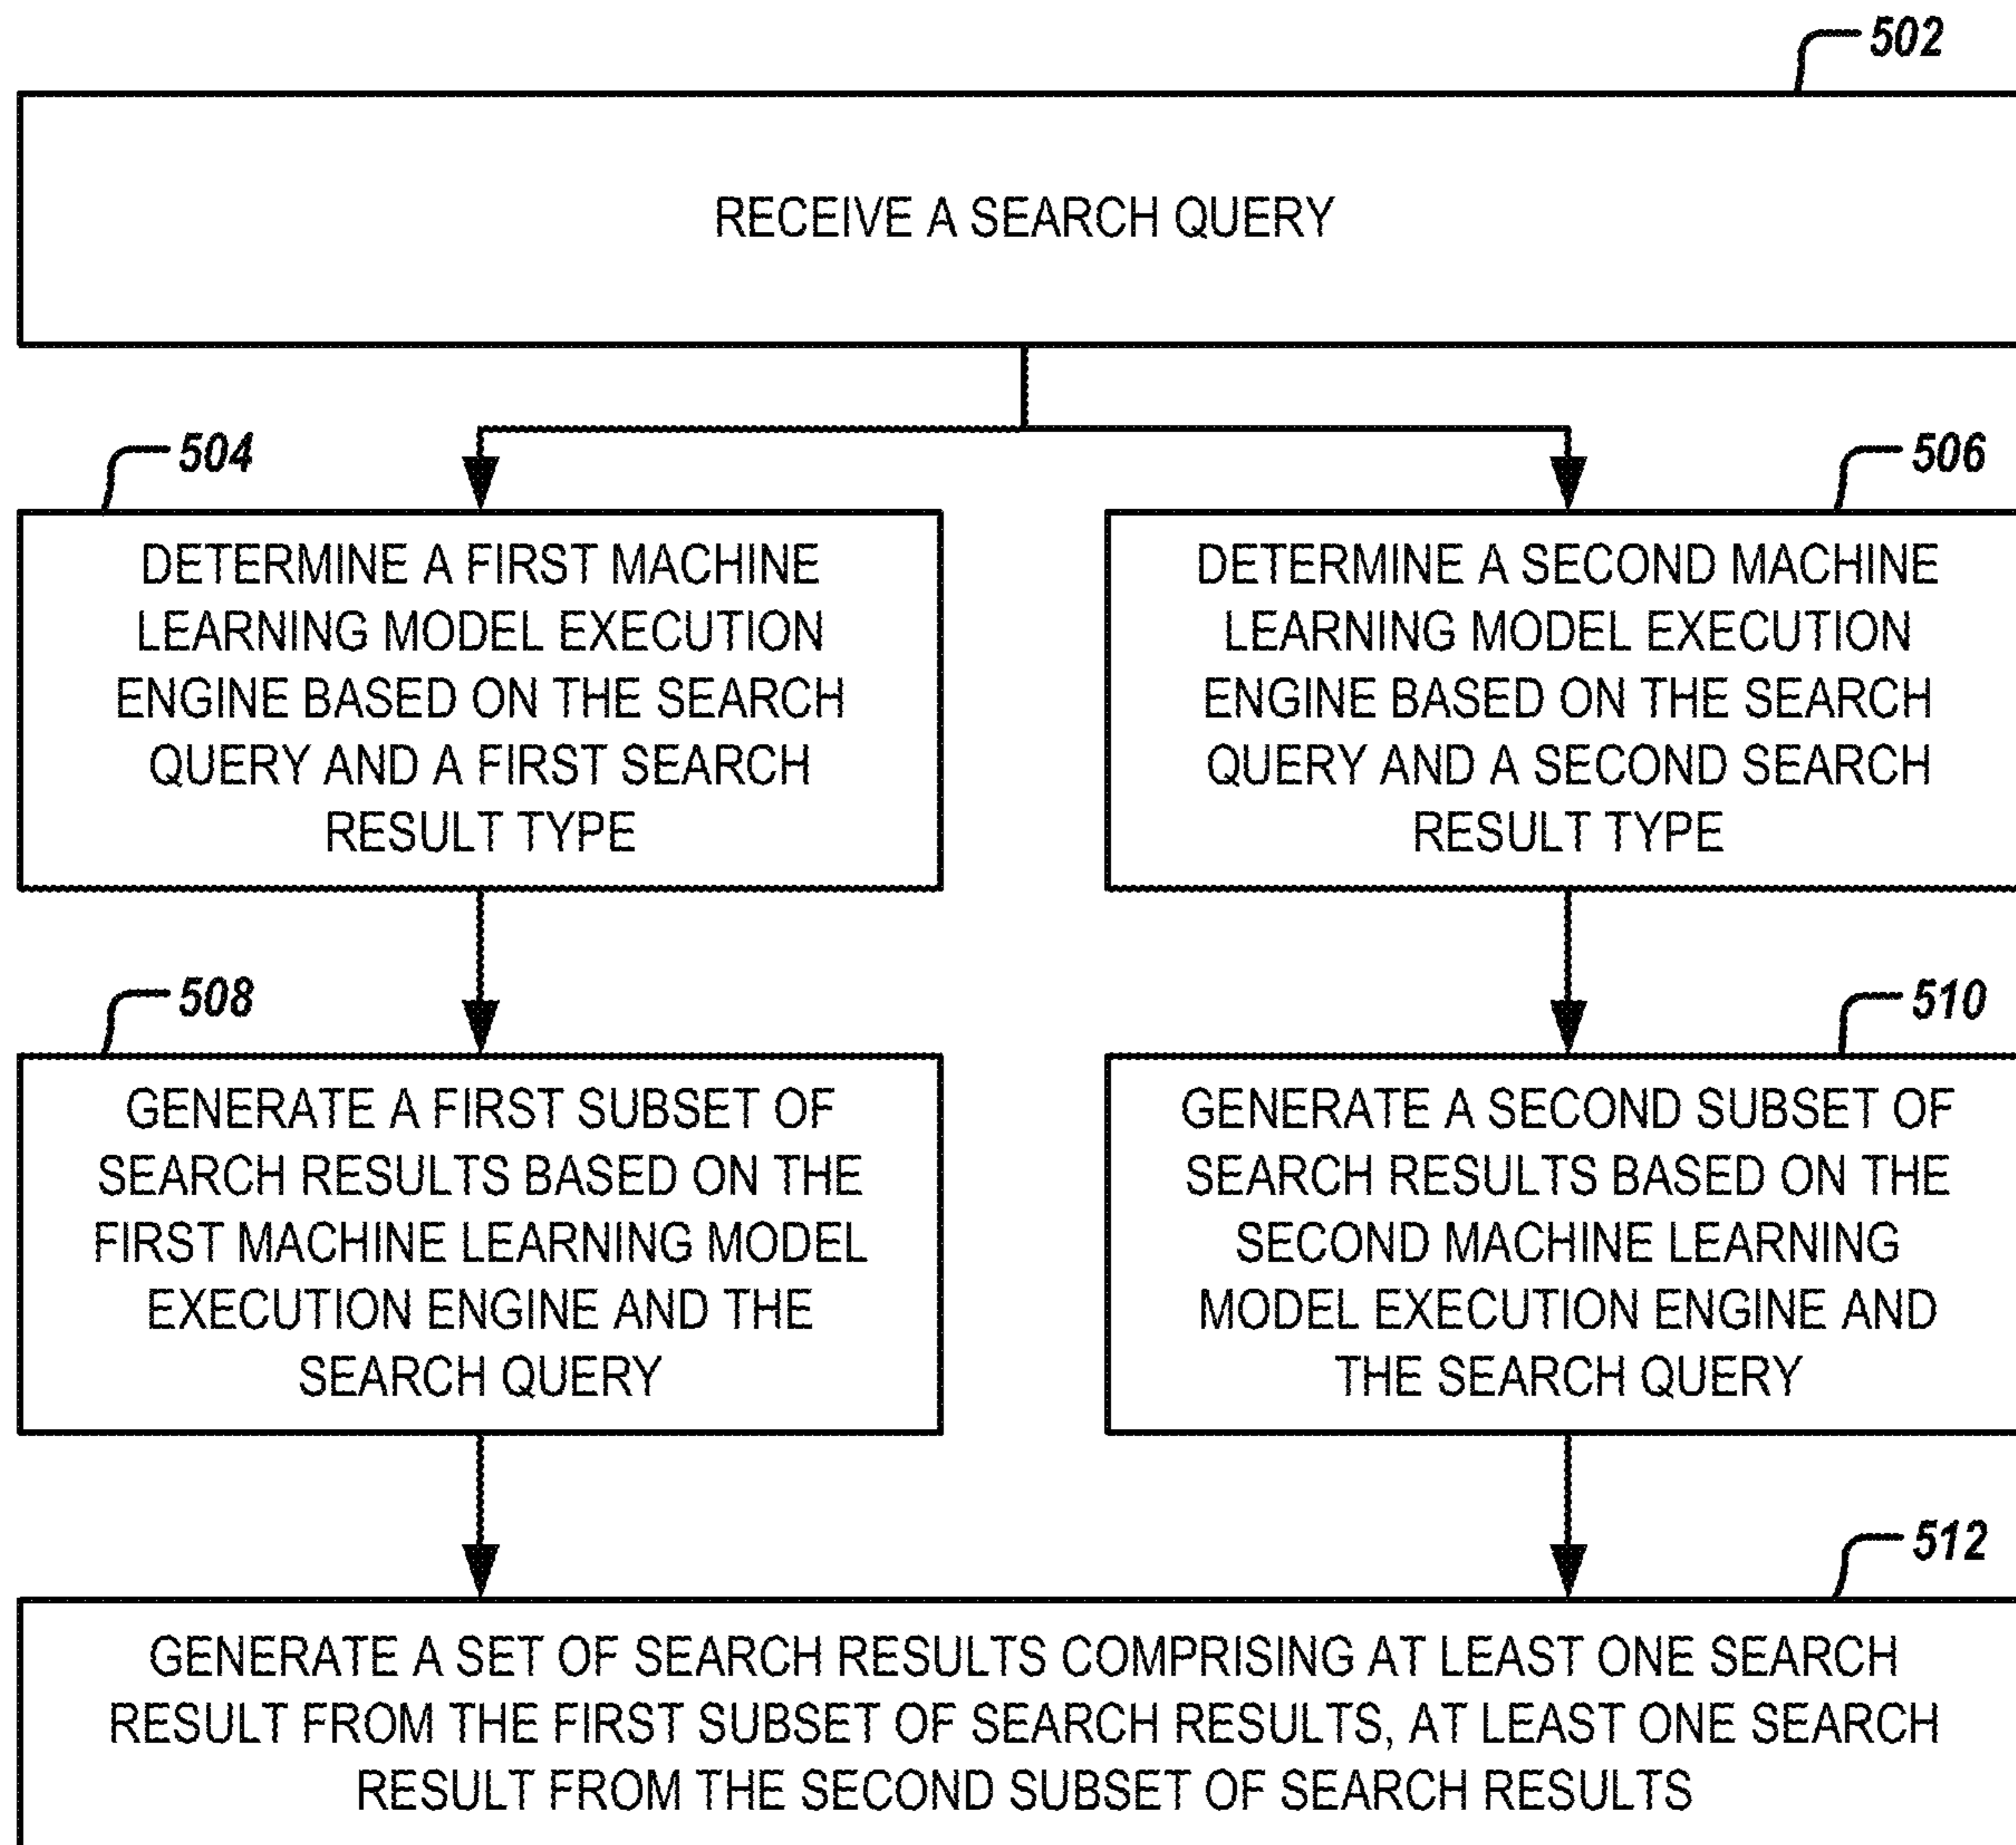 502
RECEIVE A SEARCH QUERY
504
DETERMINE A FIRST MACHINE
LEARNING MODEL EXECUTION
ENGINE BASED ON THE SEARCH
QUERY AND A FIRST SEARCH
RESULT TYPE
506
DETERMINE A SECOND MACHINE
LEARNING MODEL EXECUTION
ENGINE BASED ON THE SEARCH
QUERY AND A SECOND SEARCH
RESULT TYPE
508
GENERATE A FIRST SUBSET OF
SEARCH RESULTS BASED ON THE
FIRST MACHINE LEARNING MODEL
EXECUTION ENGINE AND THE
SEARCH QUERY
510
GENERATE A SECOND SUBSET OF
SEARCH RESULTS BASED ON THE
SECOND MACHINE LEARNING
MODEL EXECUTION ENGINE AND
THE SEARCH QUERY
512
GENERATE A SET OF SEARCH RESULTS COMPRISING AT LEAST ONE SEARCH
RESULT FROM THE FIRST SUBSET OF SEARCH RESULTS, AT LEAST ONE SEARCH
RESULT FROM THE SECOND SUBSET OF SEARCH RESULTS